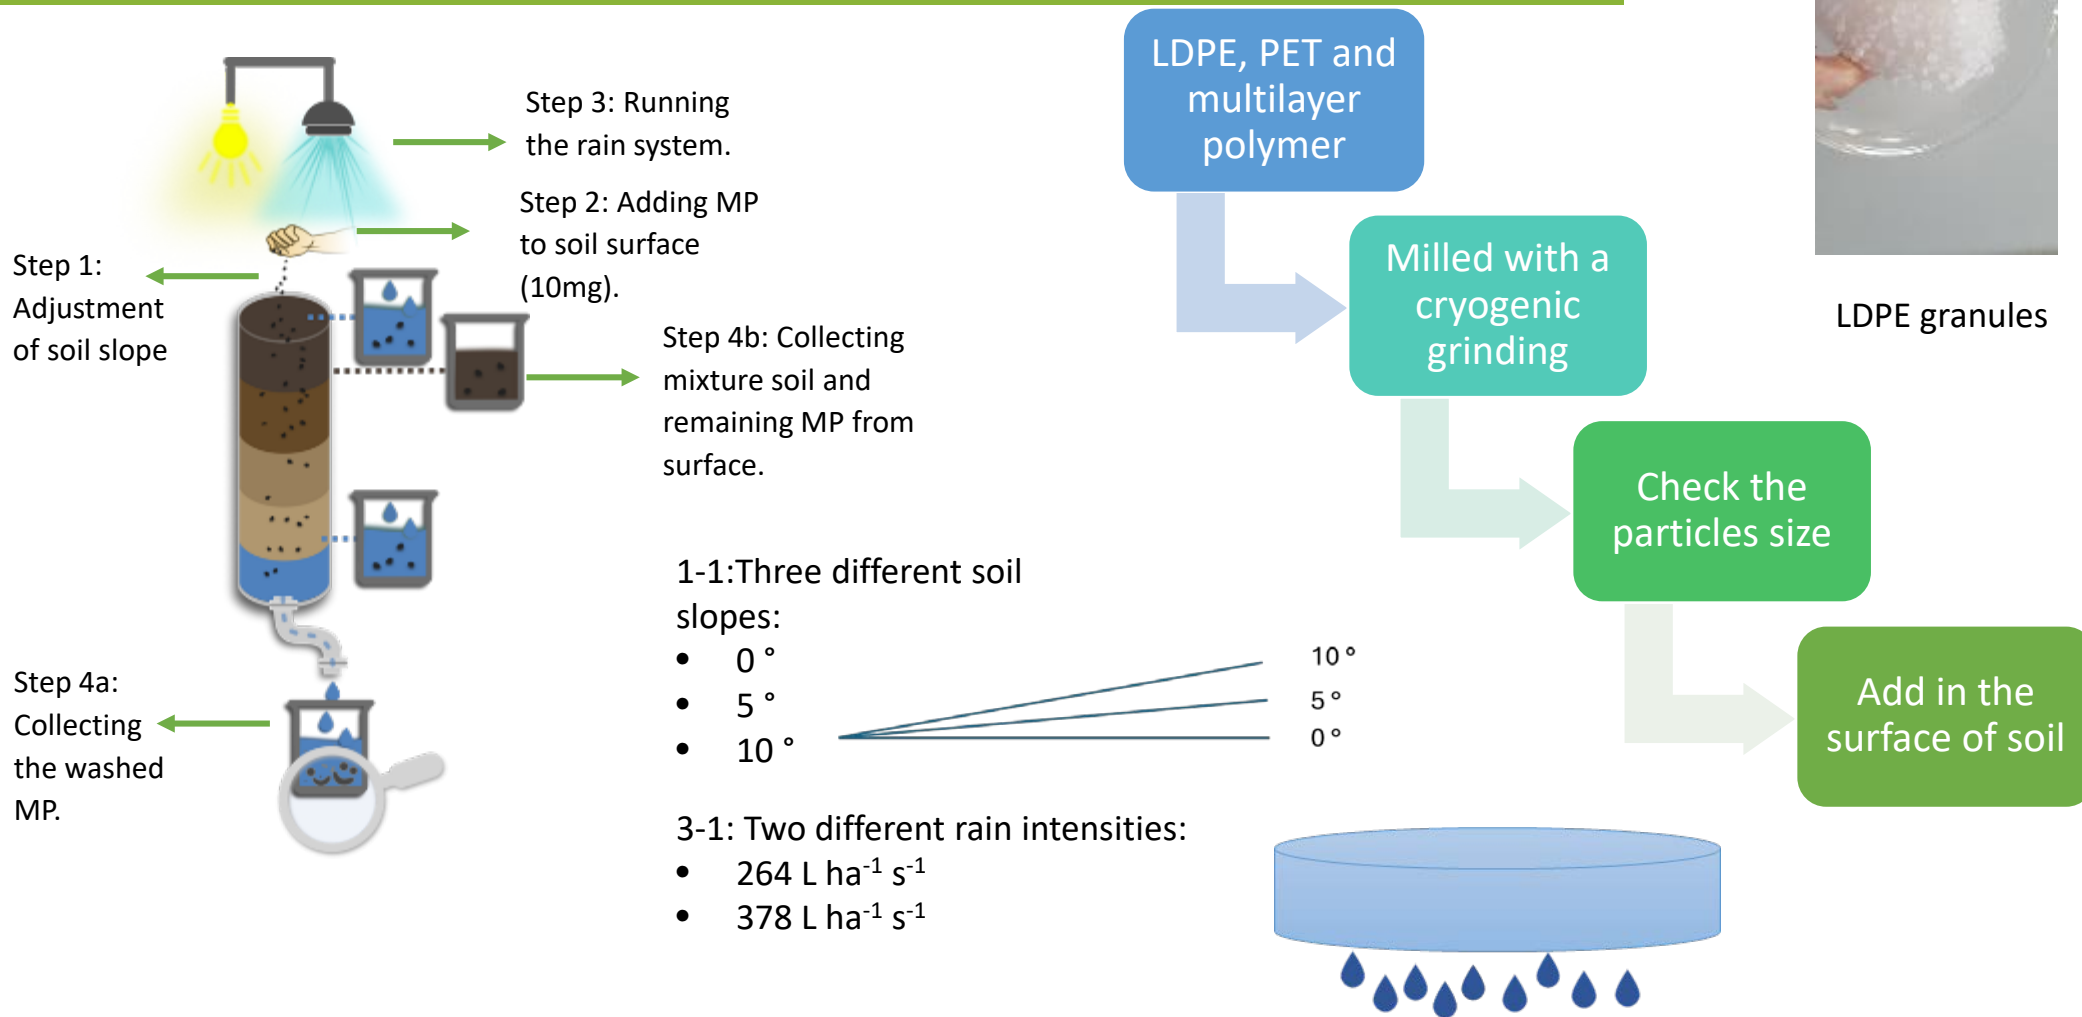 Step 3: Running
the rain system.
Step 2: Adding MP
to soil surface
(10mg).
Step 1:
Adjustment
of soil slope
Step 4b: Collecting
mixture soil and
remaining MP from
surface.
Step 4a:
Collecting
the washed
MP.
1-1:Three different soil
slopes:
• 0 °
• 5 °
• 10 °
10 °
5 °
0 °
3-1: Two different rain intensities:
• 264 L ha⁻¹ s⁻¹
• 378 L ha⁻¹ s⁻¹
LDPE, PET and
multilayer
polymer
Milled with a
cryogenic
grinding
Check the
particles size
Add in the
surface of soil
LDPE granules